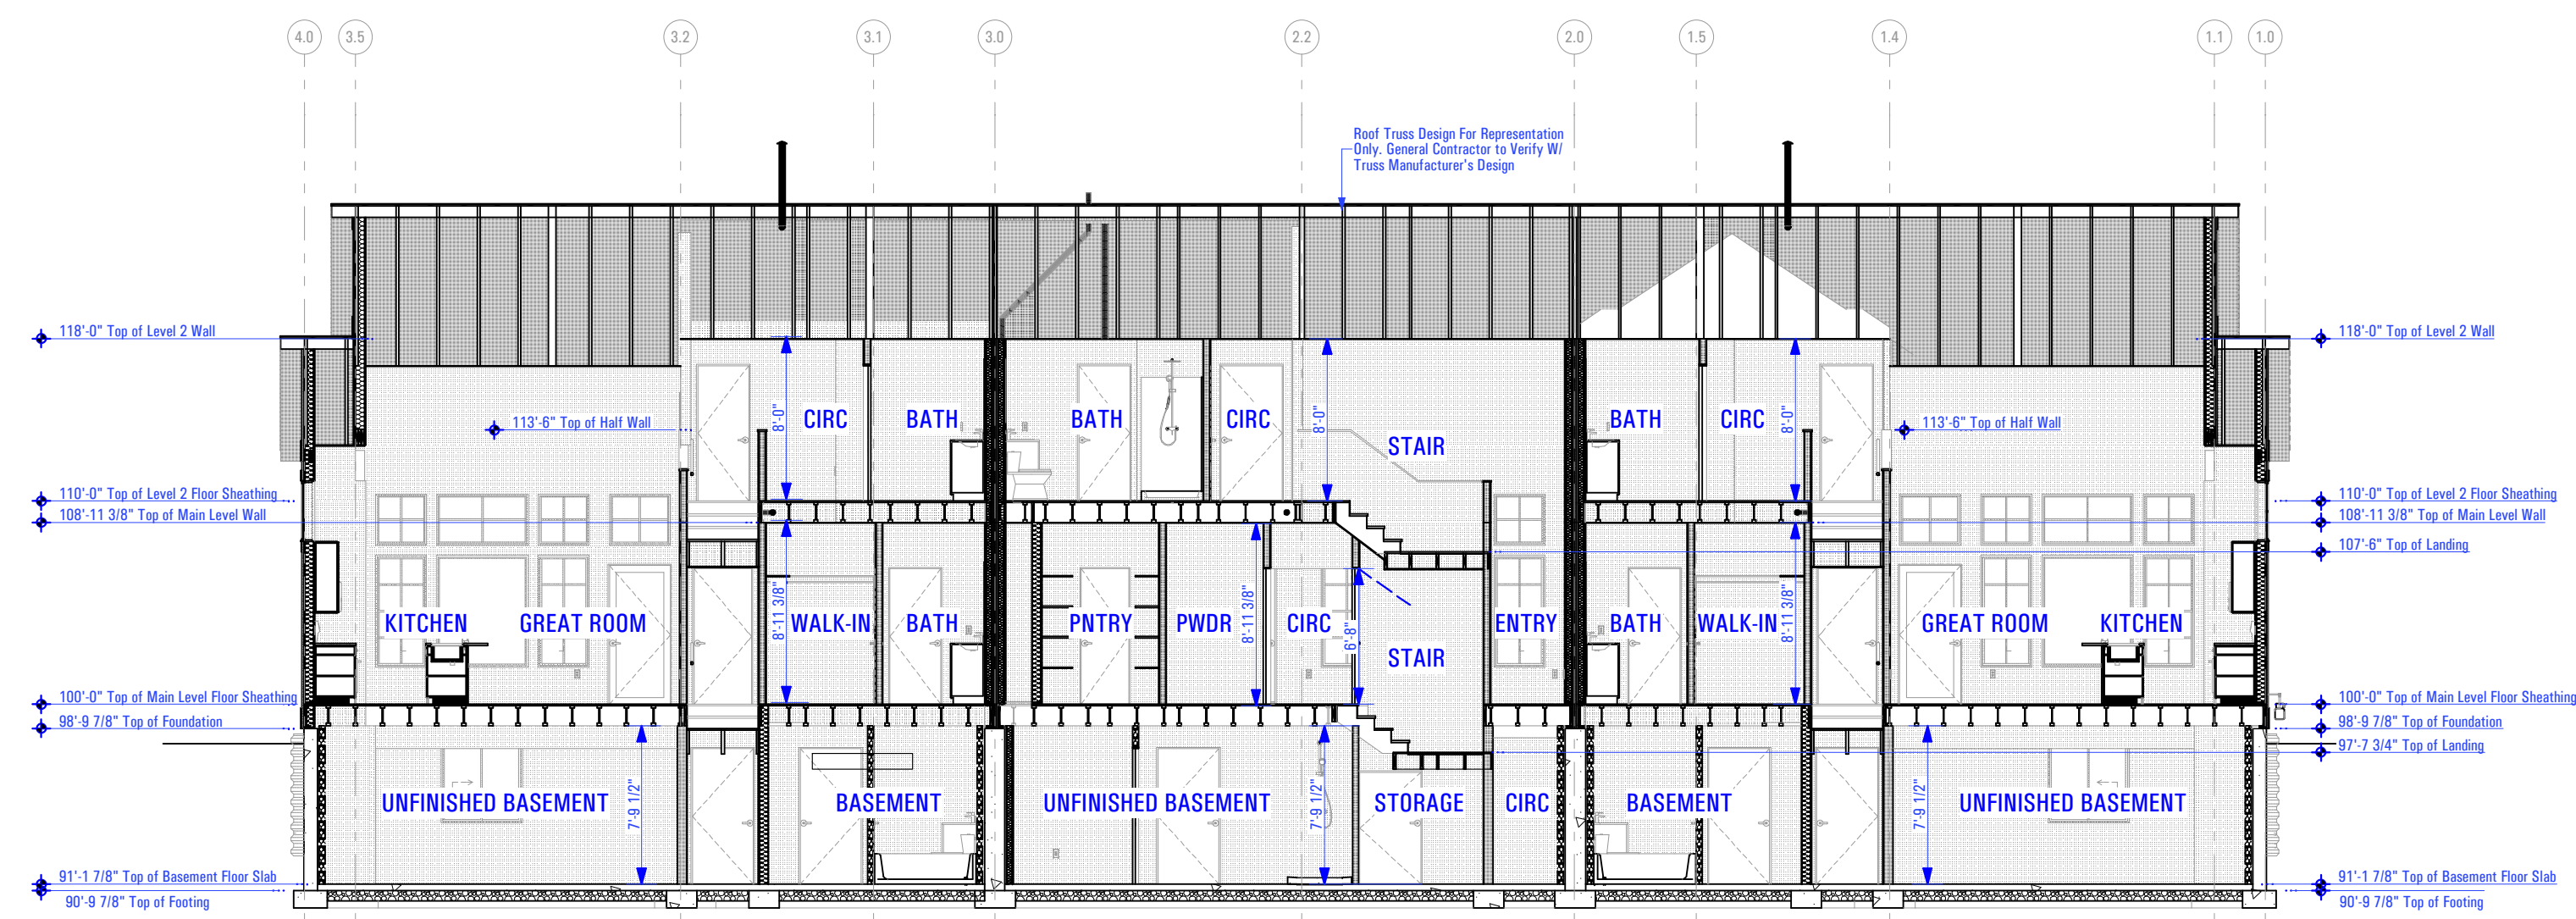 4.0 3.5 3.2 3.1 3.0 2.2 2.0 1.5 1.4 1.1 1.0
Roof Truss Design For Representation
Only. General Contractor to Verify W/
Truss Manufacturer's Design
118'-0" Top of Level 2 Wall
118'-0" Top of Level 2 Wall
113'-6" Top of Half Wall
8'-0"
CIRC
BATH
BATH
CIRC
8'-0"
STAIR
BATH
CIRC
8'-0"
113'-6" Top of Half Wall
110'-0" Top of Level 2 Floor Sheathing
110'-0" Top of Level 2 Floor Sheathing
108'-11 3/8" Top of Main Level Wall
108'-11 3/8" Top of Main Level Wall
107'-6" Top of Landing
KITCHEN
GREAT ROOM
8'-11 3/8"
WALK-IN
BATH
PNTRY
PWDR
8'-11 3/8"
CIRC
6'-8"
STAIR
ENTRY
BATH
WALK-IN
8'-11 3/8"
GREAT ROOM
KITCHEN
100'-0" Top of Main Level Floor Sheathing
100'-0" Top of Main Level Floor Sheathing
98'-9 7/8" Top of Foundation
98'-9 7/8" Top of Foundation
97'-7 3/4" Top of Landing
UNFINISHED BASEMENT
7'-9 1/2"
BASEMENT
UNFINISHED BASEMENT
7'-9 1/2"
STORAGE
CIRC
BASEMENT
7'-9 1/2"
UNFINISHED BASEMENT
91'-1 7/8" Top of Basement Floor Slab
91'-1 7/8" Top of Basement Floor Slab
90'-9 7/8" Top of Footing
90'-9 7/8" Top of Footing